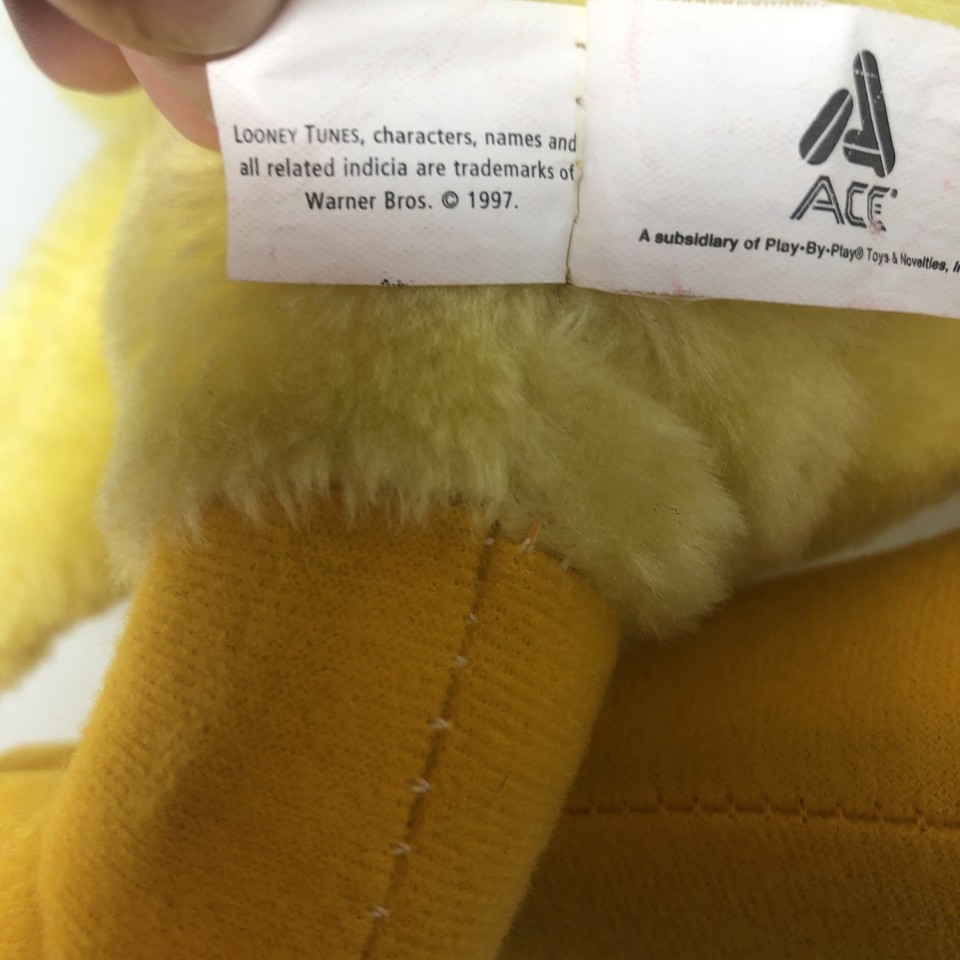 LOONEY TUNES, characters, names and
all related indicia are trademarks of
Warner Bros. © 1997.
ACE
A subsidiary of Play-By-Play® Toys & Novelties,